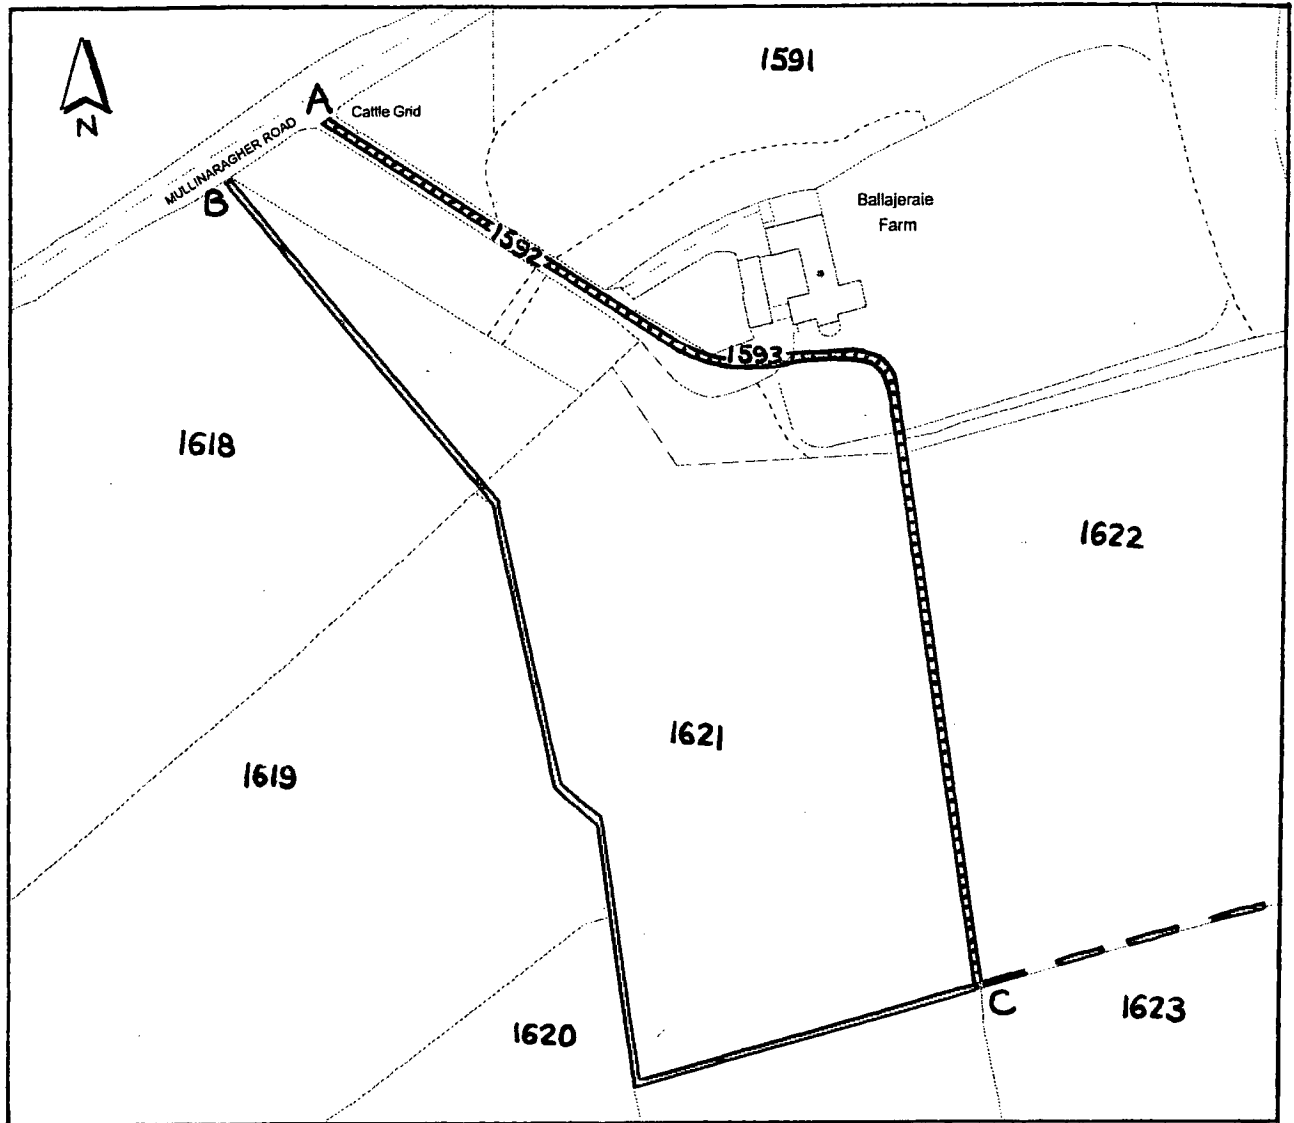 1591
A
Cattle Grid
N
MULLINARAGHER ROAD
B
Ballajeraie
Farm
1592
1593
1618
1622
1621
1619
C
1623
1620